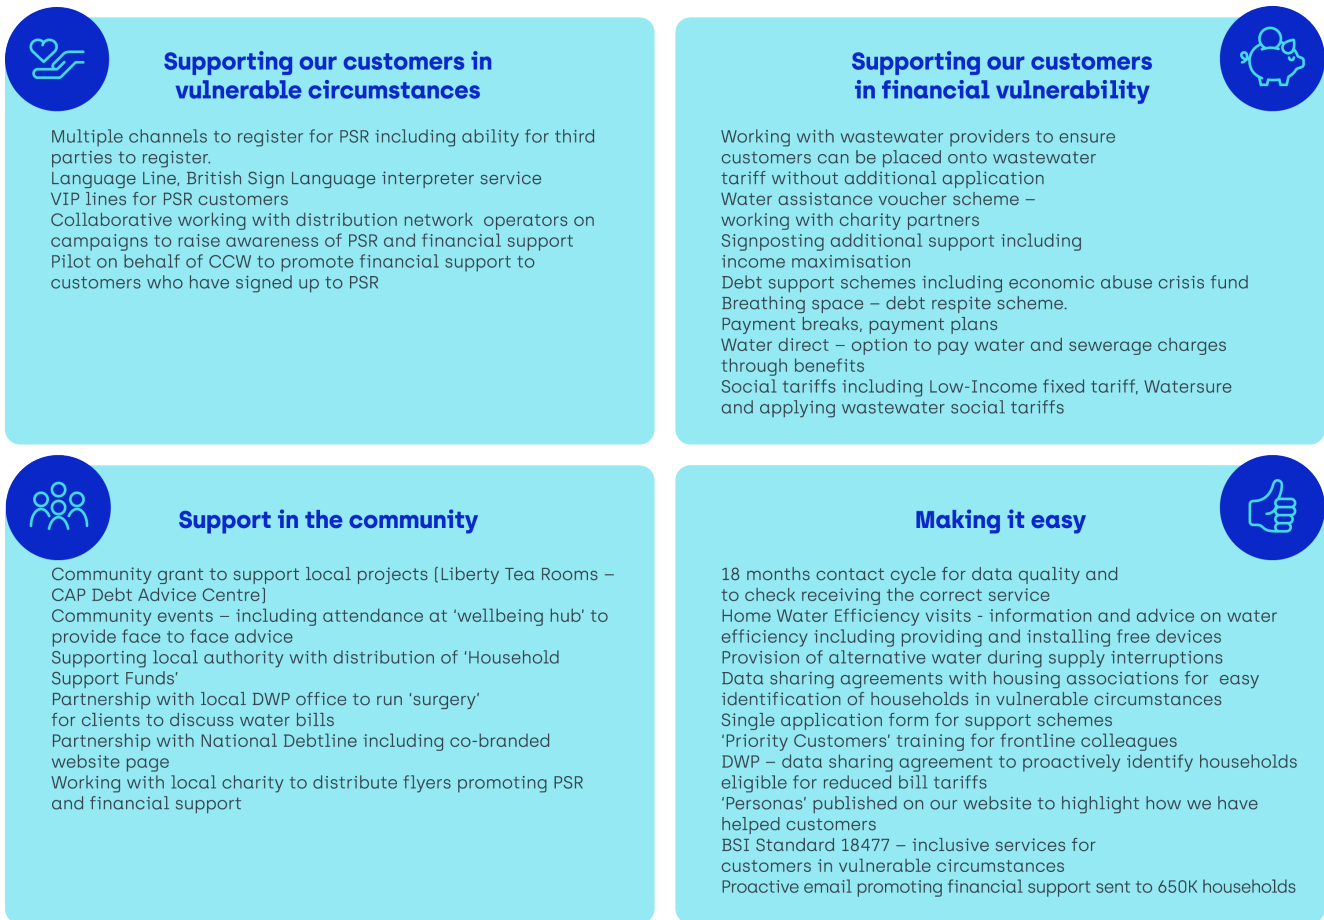 Supporting our customers in
vulnerable circumstances
Multiple channels to register for PSR including ability for third
parties to register.
Language Line, British Sign Language interpreter service
VIP lines for PSR customers
Collaborative working with distribution network operators on
campaigns to raise awareness of PSR and financial support
Pilot on behalf of CCW to promote financial support to
customers who have signed up to PSR
Supporting our customers
in financial vulnerability
Working with wastewater providers to ensure
customers can be placed onto wastewater
tariff without additional application
Water assistance voucher scheme –
working with charity partners
Signposting additional support including
income maximisation
Debt support schemes including economic abuse crisis fund
Breathing space – debt respite scheme.
Payment breaks, payment plans
Water direct – option to pay water and sewerage charges
through benefits
Social tariffs including Low-Income fixed tariff, Watersure
and applying wastewater social tariffs
Support in the community
Community grant to support local projects (Liberty Tea Rooms –
CAP Debt Advice Centre)
Community events – including attendance at ‘wellbeing hub’ to
provide face to face advice
Supporting local authority with distribution of ‘Household
Support Funds’
Partnership with local DWP office to run ‘surgery’
for clients to discuss water bills
Partnership with National Debtline including co-branded
website page
Working with local charity to distribute flyers promoting PSR
and financial support
Making it easy
18 months contact cycle for data quality and
to check receiving the correct service
Home Water Efficiency visits - information and advice on water
efficiency including providing and installing free devices
Provision of alternative water during supply interruptions
Data sharing agreements with housing associations for easy
identification of households in vulnerable circumstances
Single application form for support schemes
‘Priority Customers’ training for frontline colleagues
DWP – data sharing agreement to proactively identify households
eligible for reduced bill tariffs
‘Personas’ published on our website to highlight how we have
helped customers
BSI Standard 18477 – inclusive services for
customers in vulnerable circumstances
Proactive email promoting financial support sent to 650K households